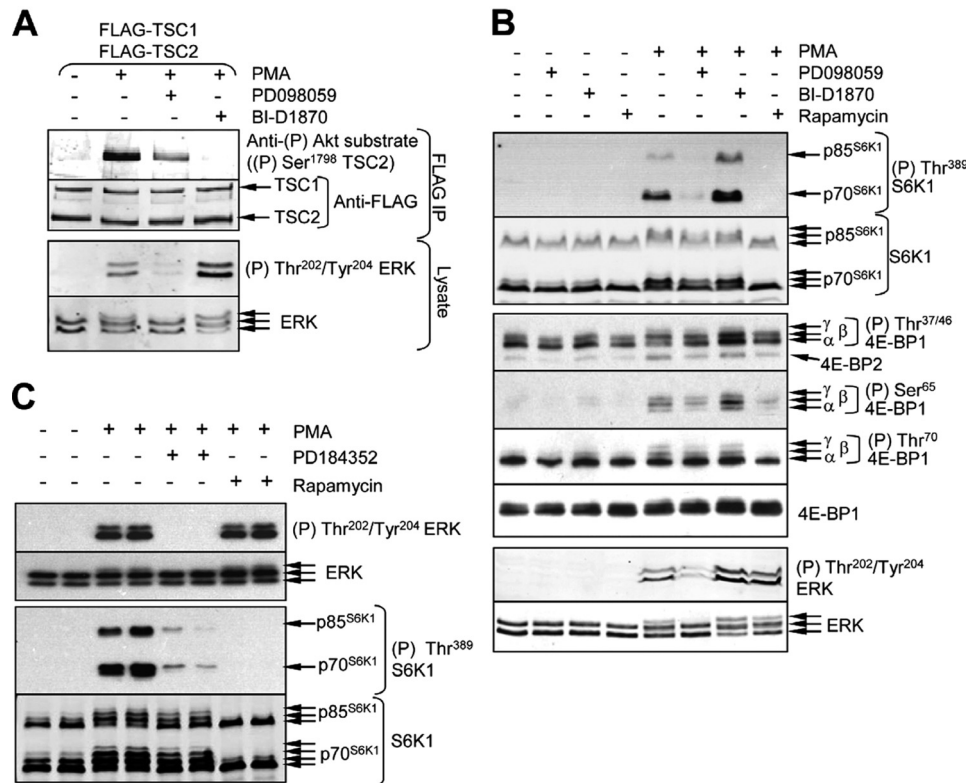 A
FLAG-TSC1
FLAG-TSC2
- + + + PMA
- - + - PD098059
- - - + BI-D1870
Anti-(P) Akt substrate
((P) Ser1798 TSC2)
TSC1
TSC2
Anti-FLAG
FLAG IP
(P) Thr202/Tyr204 ERK
ERK
Lysate
B
- - - - + + + + PMA
- + - - - + - - PD098059
- - + - - - + - BI-D1870
- - - + - - - + Rapamycin
p85S6K1
p70S6K1
(P) Thr389
S6K1
p85S6K1
p70S6K1
S6K1
γ β (P) Thr37/46
α 4E-BP1
4E-BP2
γ β (P) Ser65
α 4E-BP1
γ β (P) Thr70
α 4E-BP1
4E-BP1
(P) Thr202/Tyr204
ERK
ERK
C
- - + + + + + + PMA
- - - - + + - - PD184352
- - - - - - + + Rapamycin
(P) Thr202/Tyr204 ERK
ERK
p85S6K1
p70S6K1
(P) Thr389
S6K1
p85S6K1
p70S6K1
S6K1